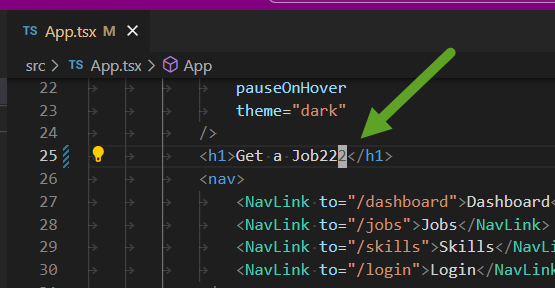 TS App.tsx M ×
src > TS App.tsx > App
22 pauseOnHover
23 theme="dark"
24 />
25 <h1>Get a Job222</h1>
26 <nav>
27 <NavLink to="/dashboard">Dashboard<
28 <NavLink to="/jobs">Jobs</NavLink>
29 <NavLink to="/skills">Skills</NavLink
30 <NavLink to="/login">Login</NavLink